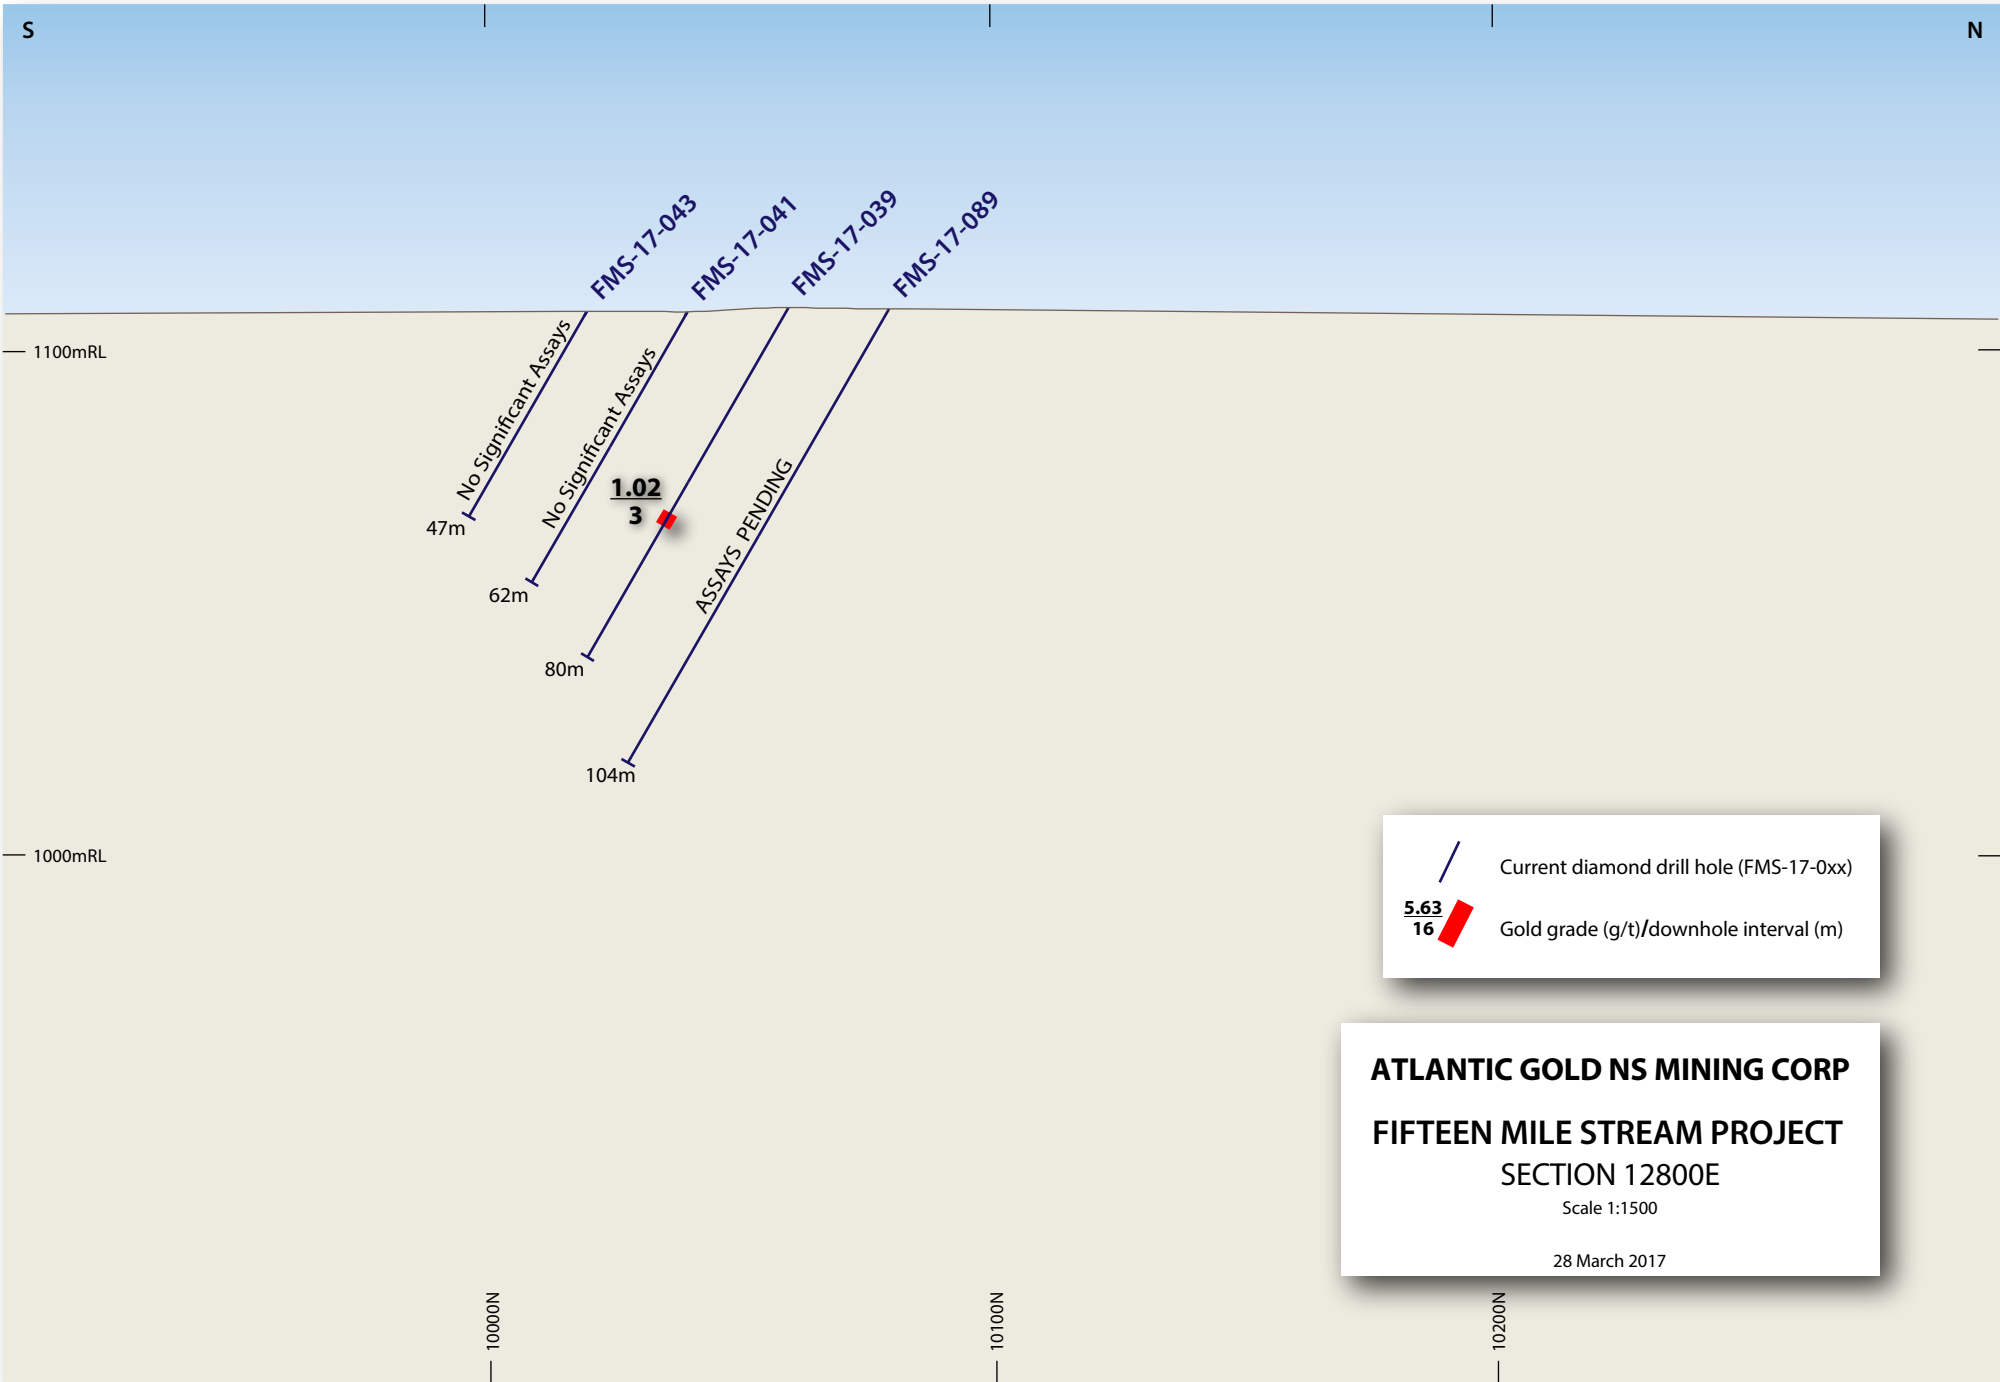 S
N
FMS-17-043
FMS-17-041
FMS-17-039
FMS-17-089
1100mRL
No Significant Assays
No Significant Assays
1.02
3
ASSAYS PENDING
47m
62m
80m
104m
1000mRL
Current diamond drill hole (FMS-17-0xx)
5.63
16
Gold grade (g/t)/downhole interval (m)
ATLANTIC GOLD NS MINING CORP
FIFTEEN MILE STREAM PROJECT
SECTION 12800E
Scale 1:1500
28 March 2017
10000N
10100N
10200N